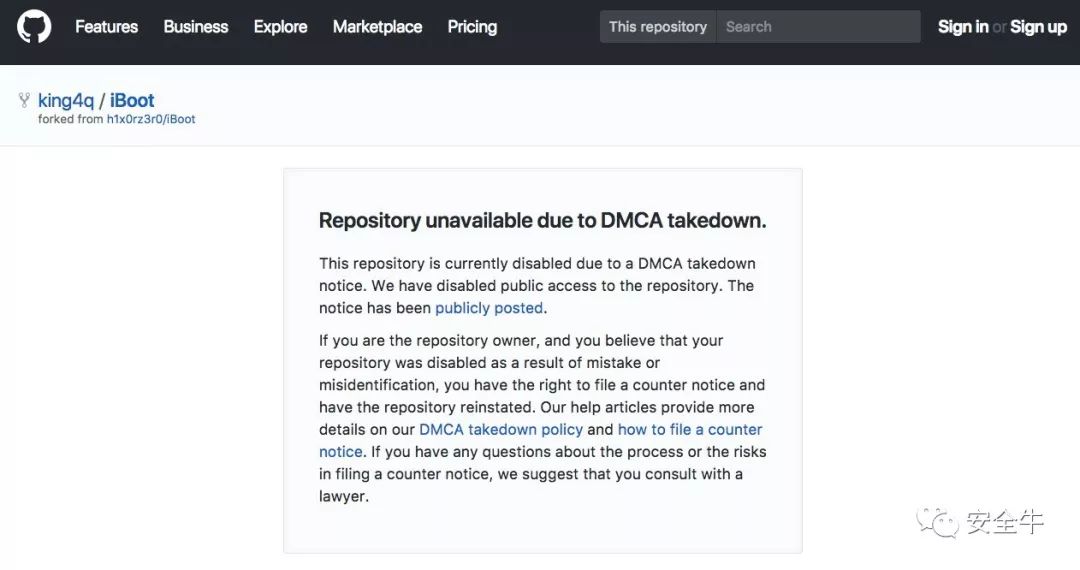 Features Business Explore Marketplace Pricing This repository Search Sign in or Sign up
king4q / iBoot
forked from h1x0rz3r0/iBoot
Repository unavailable due to DMCA takedown.
This repository is currently disabled due to a DMCA takedown
notice. We have disabled public access to the repository. The
notice has been publicly posted.
If you are the repository owner, and you believe that your
repository was disabled as a result of mistake or
misidentification, you have the right to file a counter notice and
have the repository reinstated. Our help articles provide more
details on our DMCA takedown policy and how to file a counter
notice. If you have any questions about the process or the risks
in filing a counter notice, we suggest that you consult with a
lawyer.
安全牛